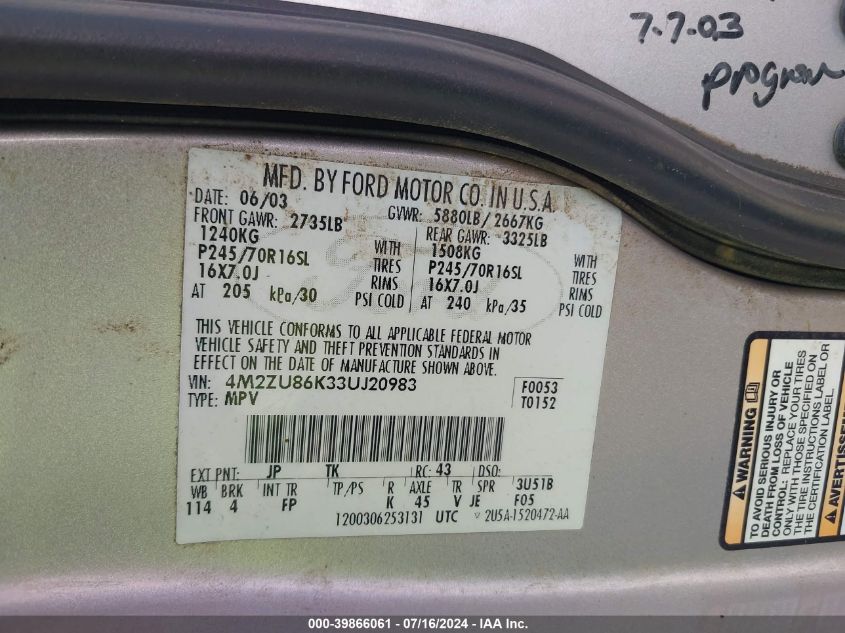 7.7.03
program
MFD. BY FORD MOTOR CO. IN U.S.A.
DATE: 06/03 GVWR: 5880LB/2667KG
FRONT GAWR: 2735LB REAR GAWR: 3325LB
1240KG WITH 1508KG WITH
P245/70R16SL TIRES P245/70R16SL TIRES
16X7.0J RIMS 16X7.0J RIMS
AT 205 kPa/30 PSI COLD AT 240 kPa/35 PSI COLD
THIS VEHICLE CONFORMS TO ALL APPLICABLE FEDERAL MOTOR
VEHICLE SAFETY AND THEFT PREVENTION STANDARDS IN
EFFECT ON THE DATE OF MANUFACTURE SHOWN ABOVE.
VIN: 4M2ZU86K33UJ20983 F0053
TYPE: MPV T0152
EXT PNT: JP TK RC: 43 DSO:
WB BRK INT TR TP/PS R AXLE TR SPR 3U51B
114 4 FP K 45 V JE F05
1200306253131 UTC 2U5A-1520472-AA
WARNING
TO AVOID SERIOUS INJURY OR
DEATH FROM LOSS OF VEHICLE
CONTROL: REPLACE YOUR TIRES
ONLY WITH THOSE SPECIFIED ON
THE TIRE INSTRUCTIONS LABEL OR
THE CERTIFICATION LABEL.
000-39866061 - 07/16/2024 - IAA Inc.